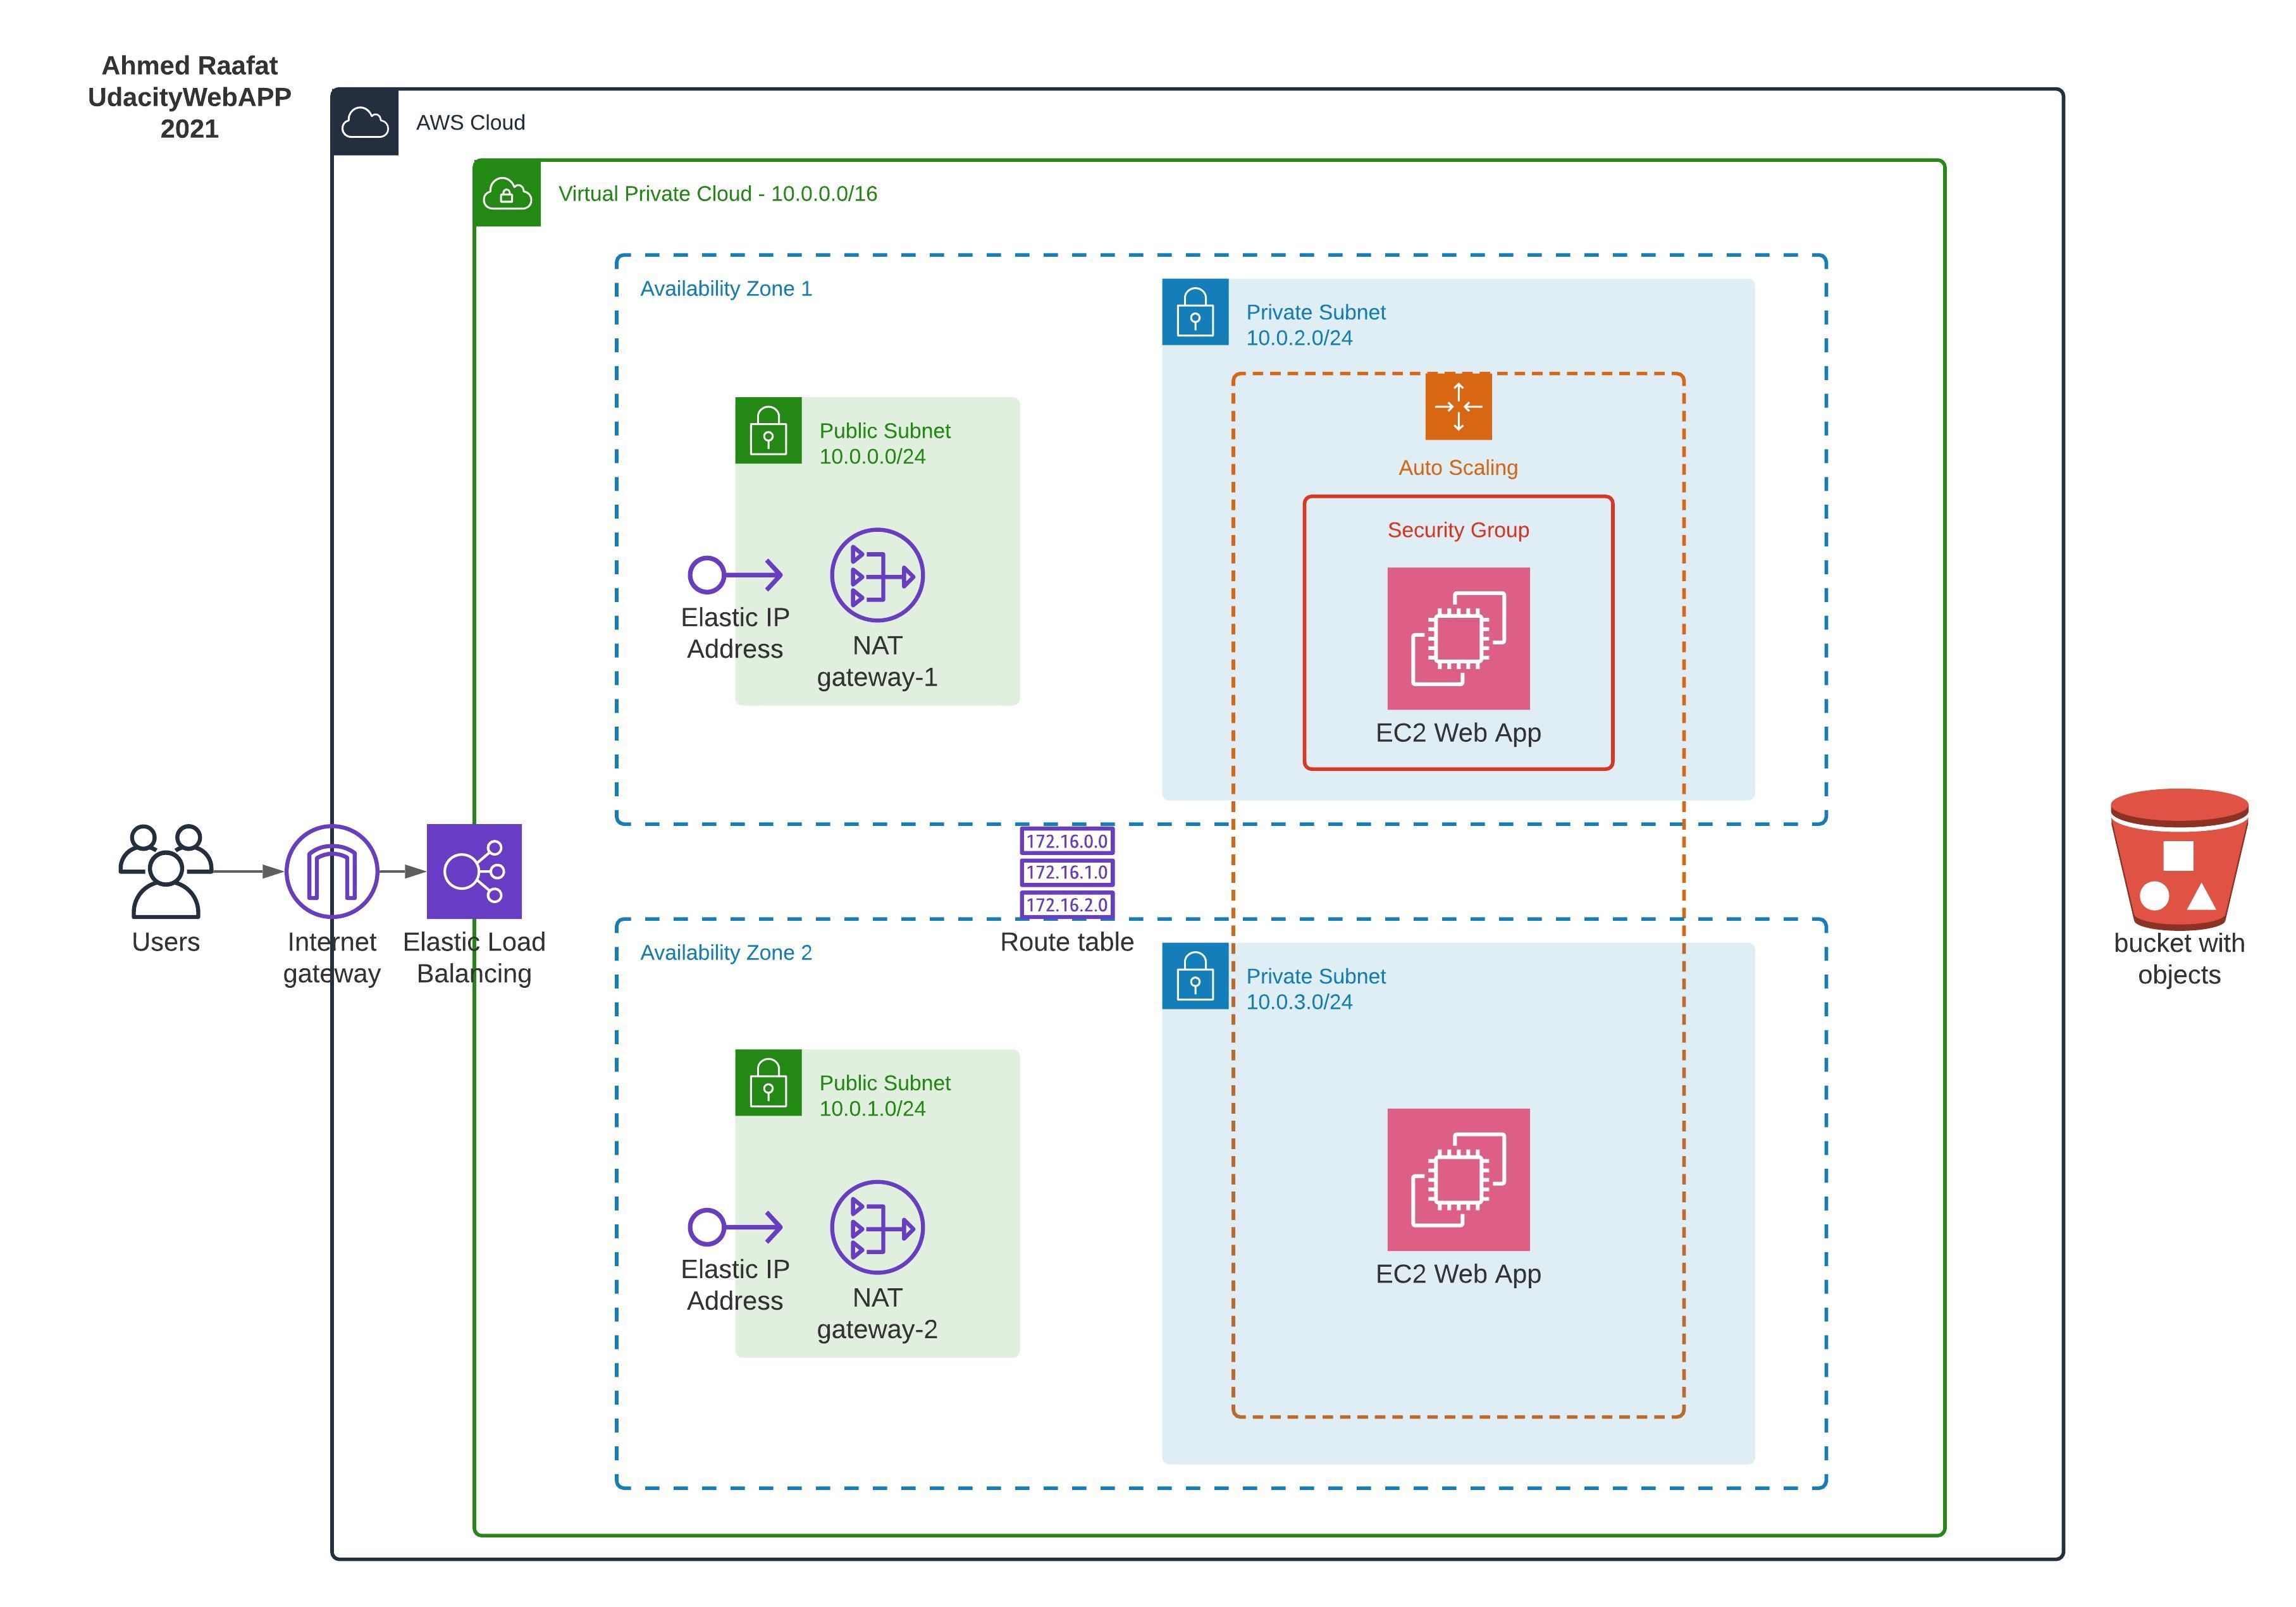 Ahmed Raafat
UdacityWebAPP
2021
AWS Cloud
Virtual Private Cloud - 10.0.0.0/16
Availability Zone 1
Private Subnet
10.0.2.0/24
Public Subnet
10.0.0.0/24
Auto Scaling
Security Group
Elastic IP
Address
NAT
gateway-1
EC2 Web App
172.16.0.0
172.16.1.0
172.16.2.0
Route table
Users
Internet
gateway
Elastic Load
Balancing
bucket with
objects
Availability Zone 2
Private Subnet
10.0.3.0/24
Public Subnet
10.0.1.0/24
Elastic IP
Address
NAT
gateway-2
EC2 Web App